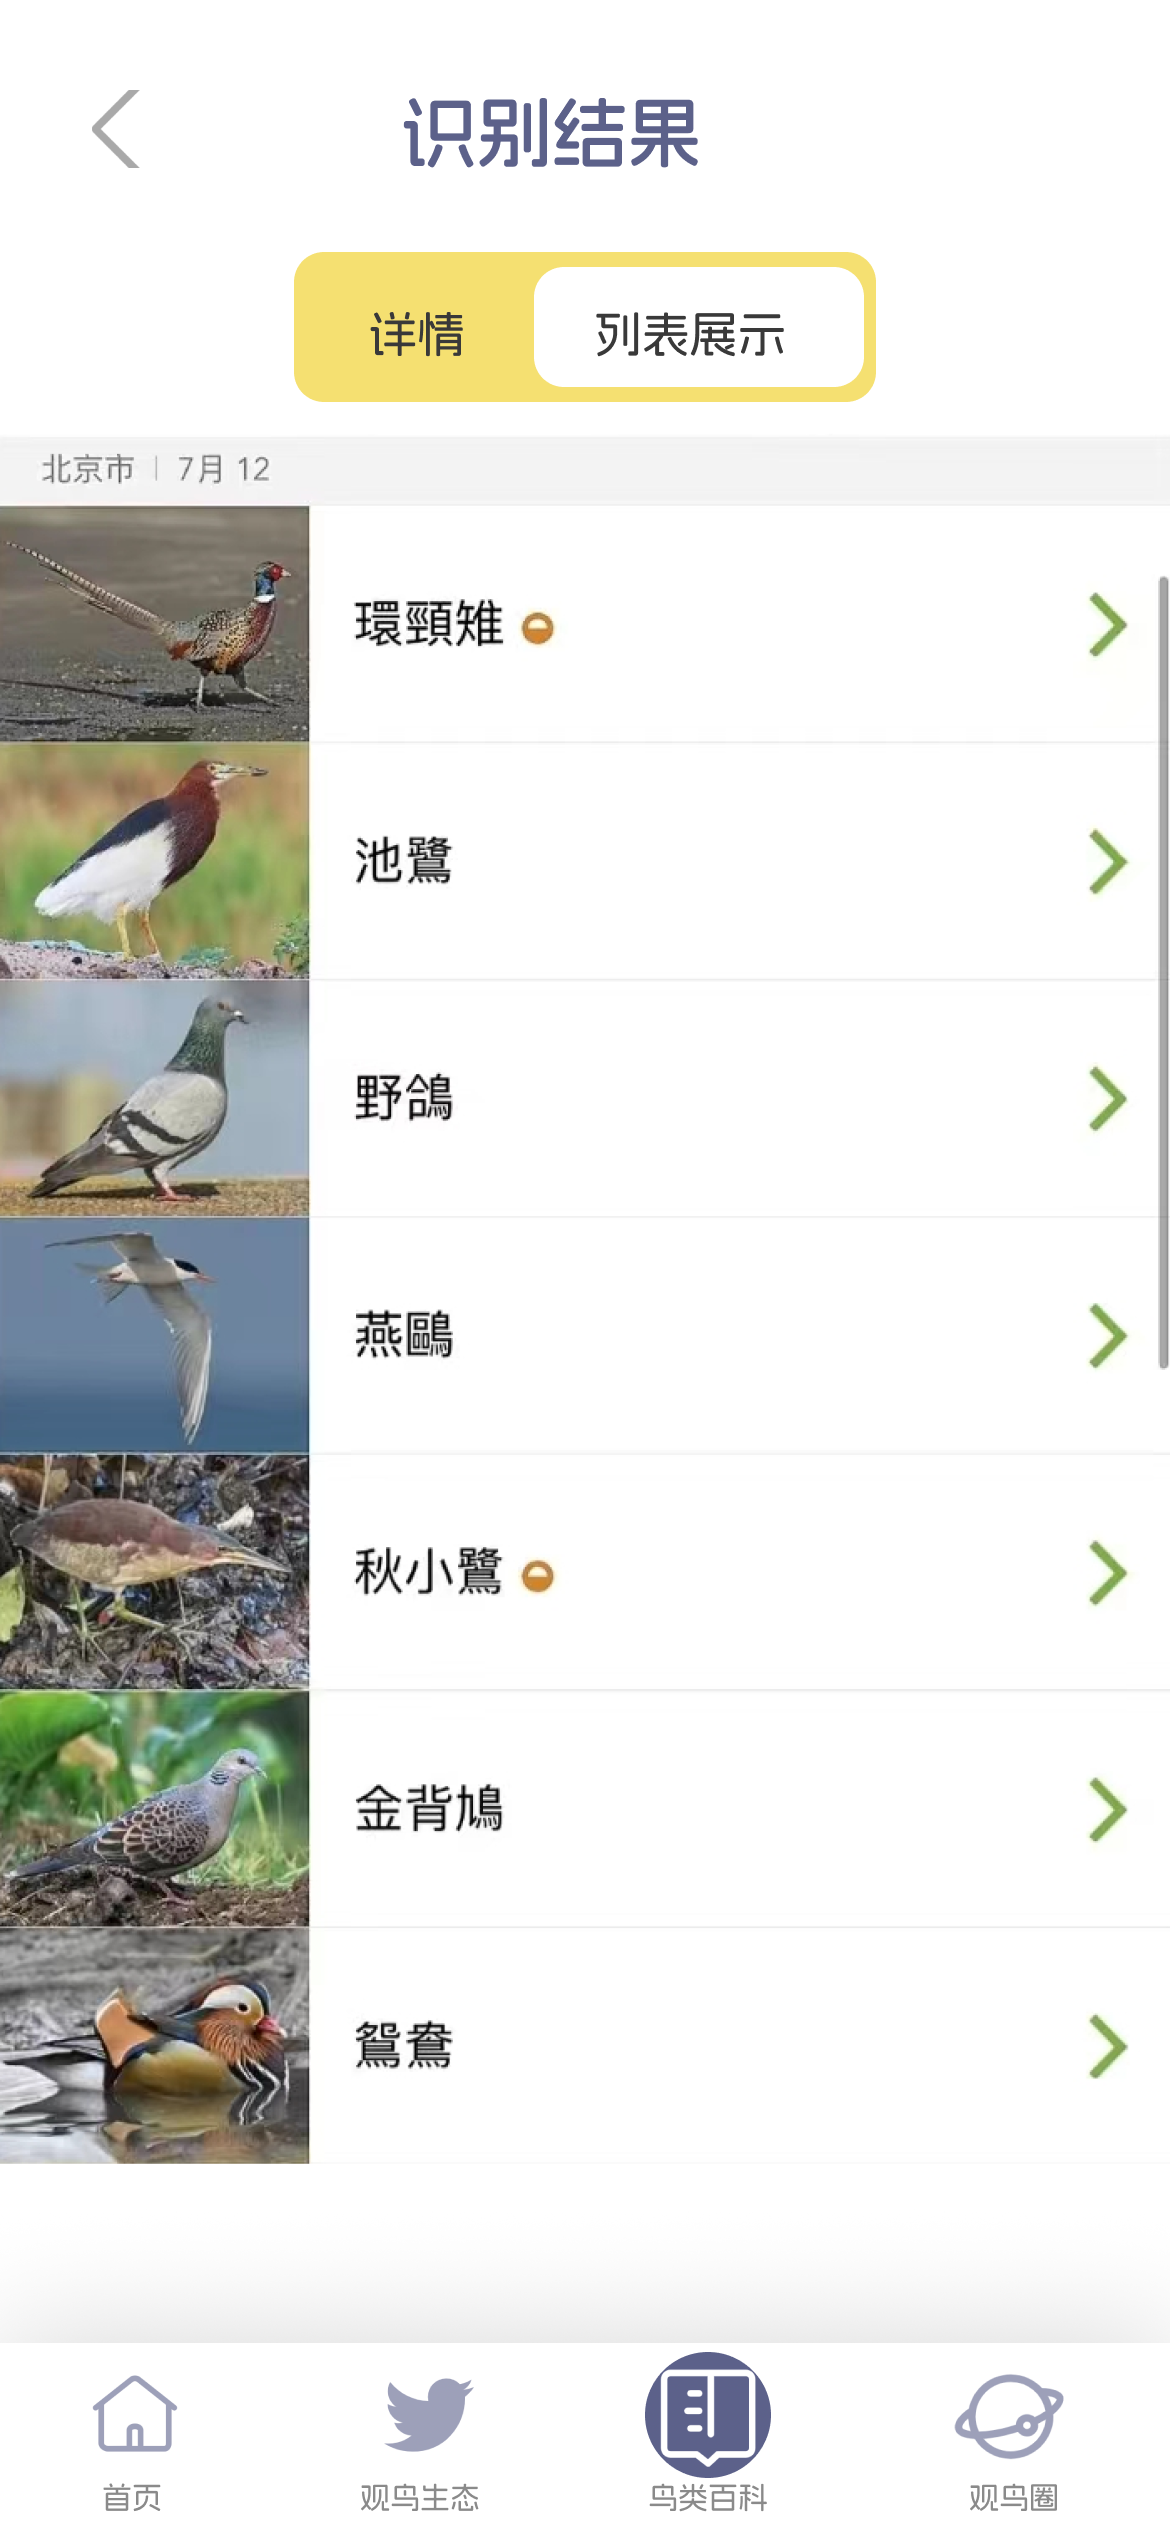 识别结果
详情
列表展示
北京市 | 7月 12
環頸雉
池鷺
野鴿
燕鷗
秋小鷺
金背鳩
鴛鴦
首页
观鸟生态
鸟类百科
观鸟圈